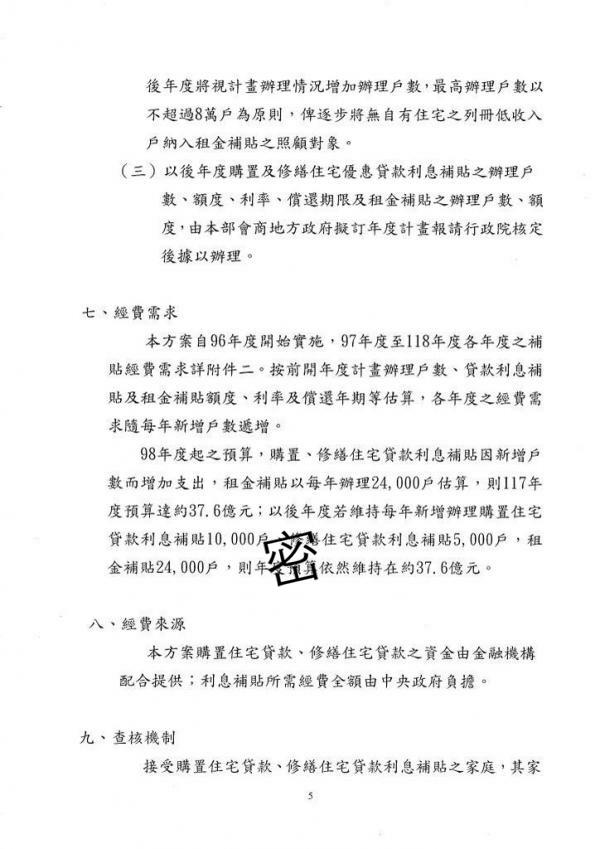 後年度將視計畫辦理情況增加辦理戶數,最高辦理戶數以
不超過8萬戶為原則,俾逐步將無自有住宅之列冊低收入
戶納入租金補貼之照顧對象。
(三)以後年度購置及修繕住宅優惠貸款利息補貼之辦理戶
數、額度、利率、償還期限及租金補貼之辦理戶數、額
度,由本部會商地方政府擬訂年度計畫報請行政院核定
後據以辦理。
七、經費需求
本方案自96年度開始實施,97年度至118年度各年度之補
貼經費需求詳附件二。按前開年度計畫辦理戶數、貸款利息補
貼及租金補貼額度、利率及償還年期等估算,各年度之經費需
求隨每年新增戶數遞增。
98年度起之預算,購置、修繕住宅貸款利息補貼因新增戶
數而增加支出,租金補貼以每年辦理24,000戶估算,則117年
度預算達約37.6億元;以後年度若維持每年新增辦理購置住宅
貸款利息補貼10,000戶、修繕住宅貸款利息補貼5,000戶,租
金補貼24,000戶,則年度預算依然維持在約37.6億元。
密
八、經費來源
本方案購置住宅貸款、修繕住宅貸款之資金由金融機構
配合提供;利息補貼所需經費全額由中央政府負擔。
九、查核機制
接受購置住宅貸款、修繕住宅貸款利息補貼之家庭,其家
5